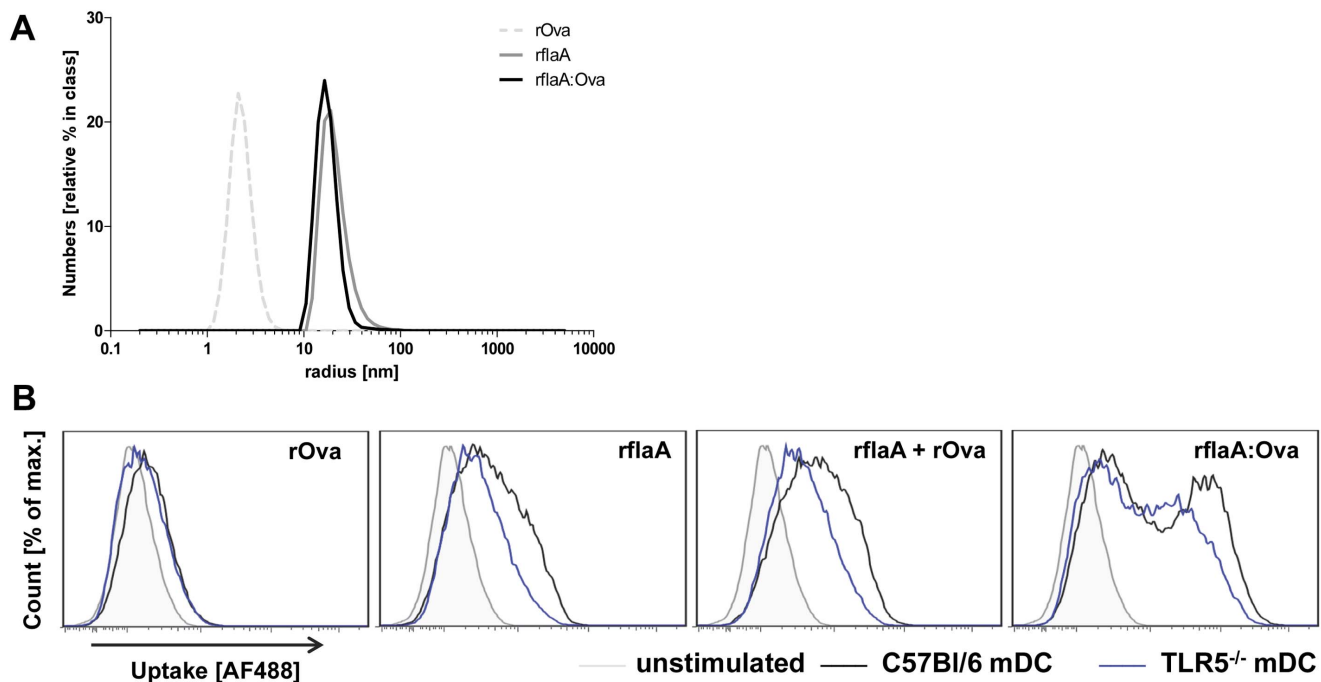 A
30
20
10
0
Numbers [relative % in class]
0.1 1 10 100 1000 10000
radius [nm]
rOva
rflaA
rflaA:Ova
B
Count [% of max.]
rOva
rflaA
rflaA + rOva
rflaA:Ova
Uptake [AF488]
unstimulated C57Bl/6 mDC TLR5-/- mDC